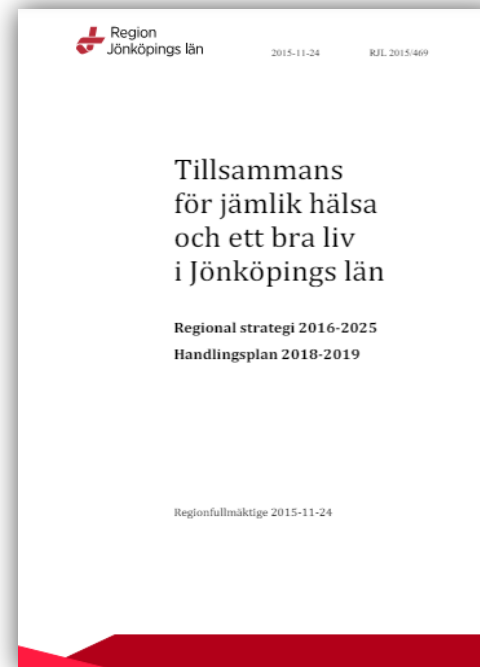 Region
Jönköpings län
2015-11-24 RJL 2015/469
Tillsammans
för jämlik hälsa
och ett bra liv
i Jönköpings län
Regional strategi 2016-2025
Handlingsplan 2018-2019
Regionfullmäktige 2015-11-24